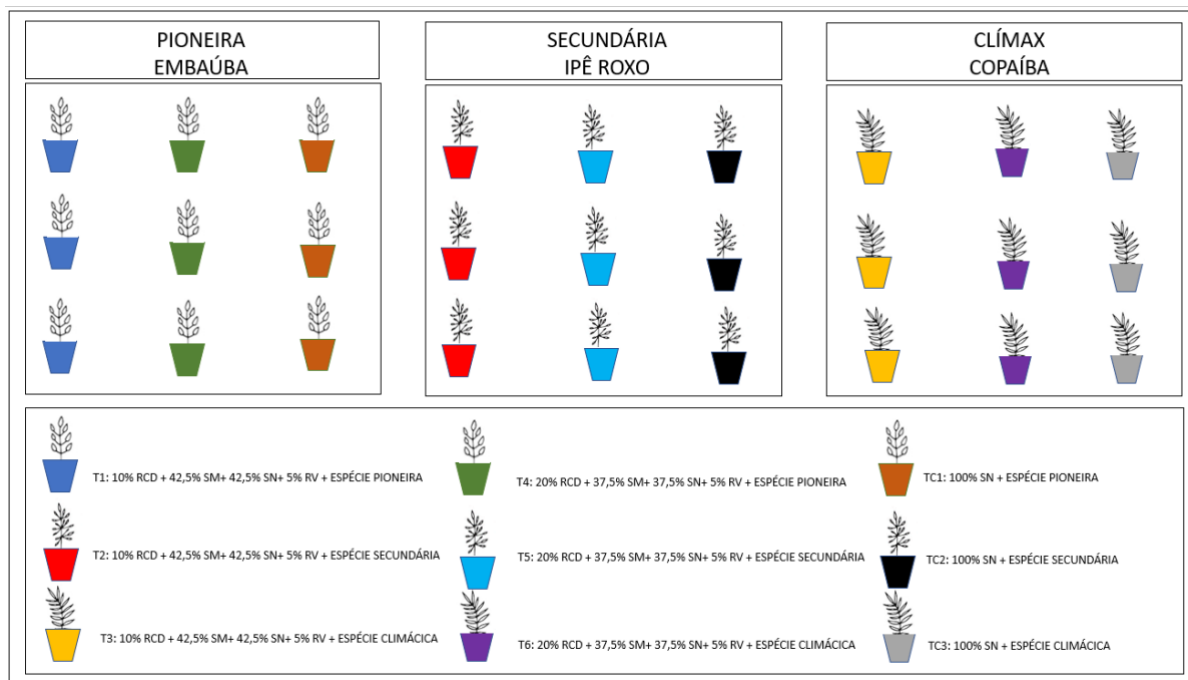 PIONEIRA
EMBAÚBA
SECUNDÁRIA
IPÊ ROXO
CLÍMAX
COPAÍBA
T1: 10% RCD + 42,5% SM+ 42,5% SN+ 5% RV + ESPÉCIE PIONEIRA
T4: 20% RCD + 37,5% SM+ 37,5% SN+ 5% RV + ESPÉCIE PIONEIRA
TC1: 100% SN + ESPÉCIE PIONEIRA
T2: 10% RCD + 42,5% SM+ 42,5% SN+ 5% RV + ESPÉCIE SECUNDÁRIA
T5: 20% RCD + 37,5% SM+ 37,5% SN+ 5% RV + ESPÉCIE SECUNDÁRIA
TC2: 100% SN + ESPÉCIE SECUNDÁRIA
T3: 10% RCD + 42,5% SM+ 42,5% SN+ 5% RV + ESPÉCIE CLIMÁCICA
T6: 20% RCD + 37,5% SM+ 37,5% SN+ 5% RV + ESPÉCIE CLIMÁCICA
TC3: 100% SN + ESPÉCIE CLIMÁCICA